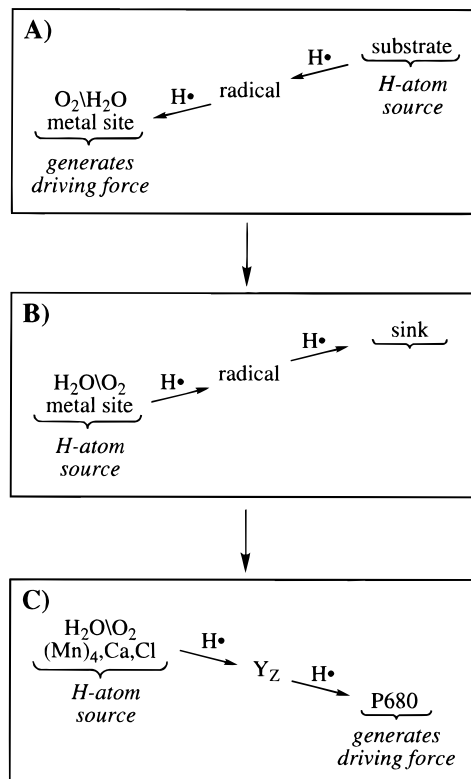 A)
substrate
H•
H-atom
source
radical
H•
O₂\H₂O
metal site
generates
driving force
B)
sink
H•
radical
H₂O\O₂
H•
metal site
H-atom
source
C)
H₂O\O₂
(Mn)₄,Ca,Cl
H•
H-atom
source
Y_Z
H•
P680
generates
driving force